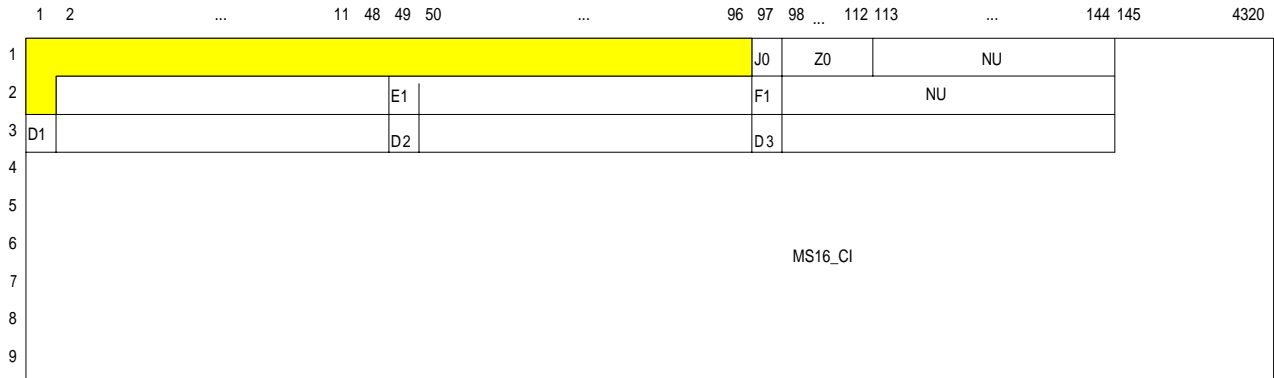 1 2 ... 11 48 49 50 ... 96 97 98 ... 112 113 ... 144 145 4320
1 J0 Z0 NU
2 E1 F1 NU
3 D1 D2 D3
4
5
6 MS16_CI
7
8
9